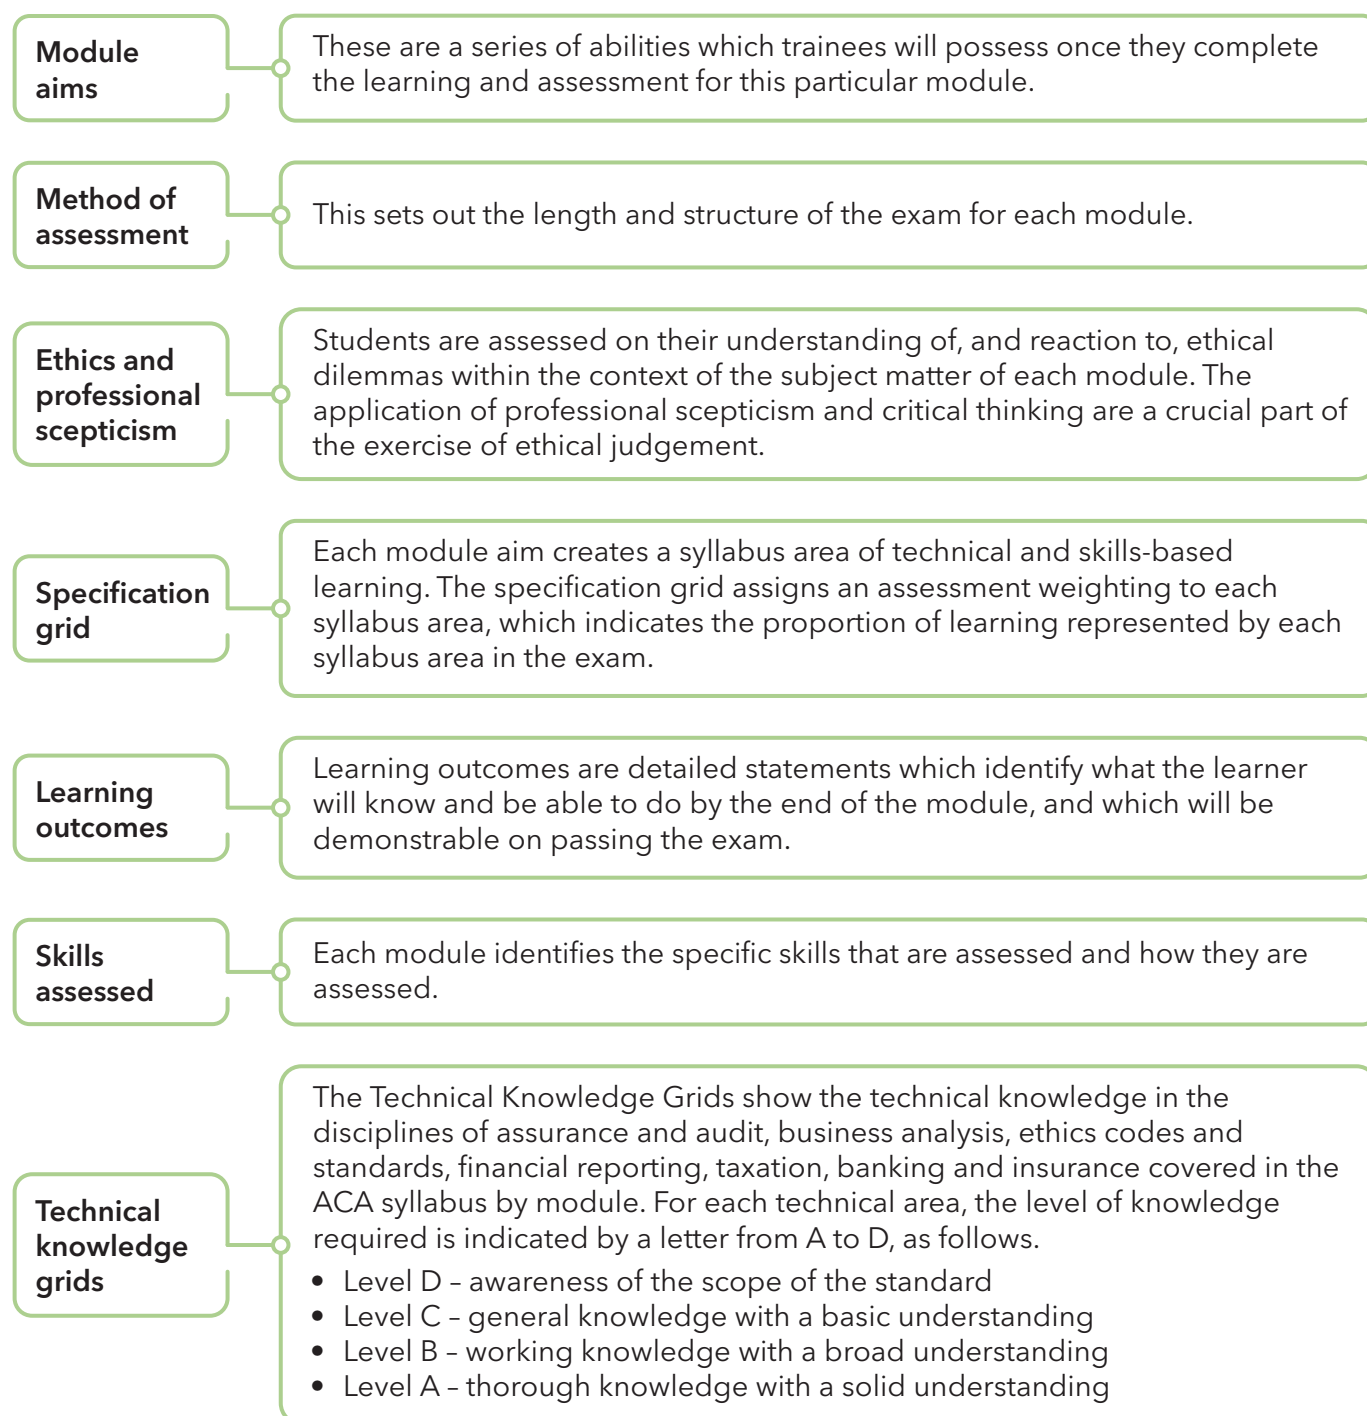 Module
aims
These are a series of abilities which trainees will possess once they complete
the learning and assessment for this particular module.
Method of
assessment
This sets out the length and structure of the exam for each module.
Ethics and
professional
scepticism
Students are assessed on their understanding of, and reaction to, ethical
dilemmas within the context of the subject matter of each module. The
application of professional scepticism and critical thinking are a crucial part of
the exercise of ethical judgement.
Specification
grid
Each module aim creates a syllabus area of technical and skills-based
learning. The specification grid assigns an assessment weighting to each
syllabus area, which indicates the proportion of learning represented by each
syllabus area in the exam.
Learning
outcomes
Learning outcomes are detailed statements which identify what the learner
will know and be able to do by the end of the module, and which will be
demonstrable on passing the exam.
Skills
assessed
Each module identifies the specific skills that are assessed and how they are
assessed.
Technical
knowledge
grids
The Technical Knowledge Grids show the technical knowledge in the
disciplines of assurance and audit, business analysis, ethics codes and
standards, financial reporting, taxation, banking and insurance covered in the
ACA syllabus by module. For each technical area, the level of knowledge
required is indicated by a letter from A to D, as follows.
• Level D – awareness of the scope of the standard
• Level C – general knowledge with a basic understanding
• Level B – working knowledge with a broad understanding
• Level A – thorough knowledge with a solid understanding